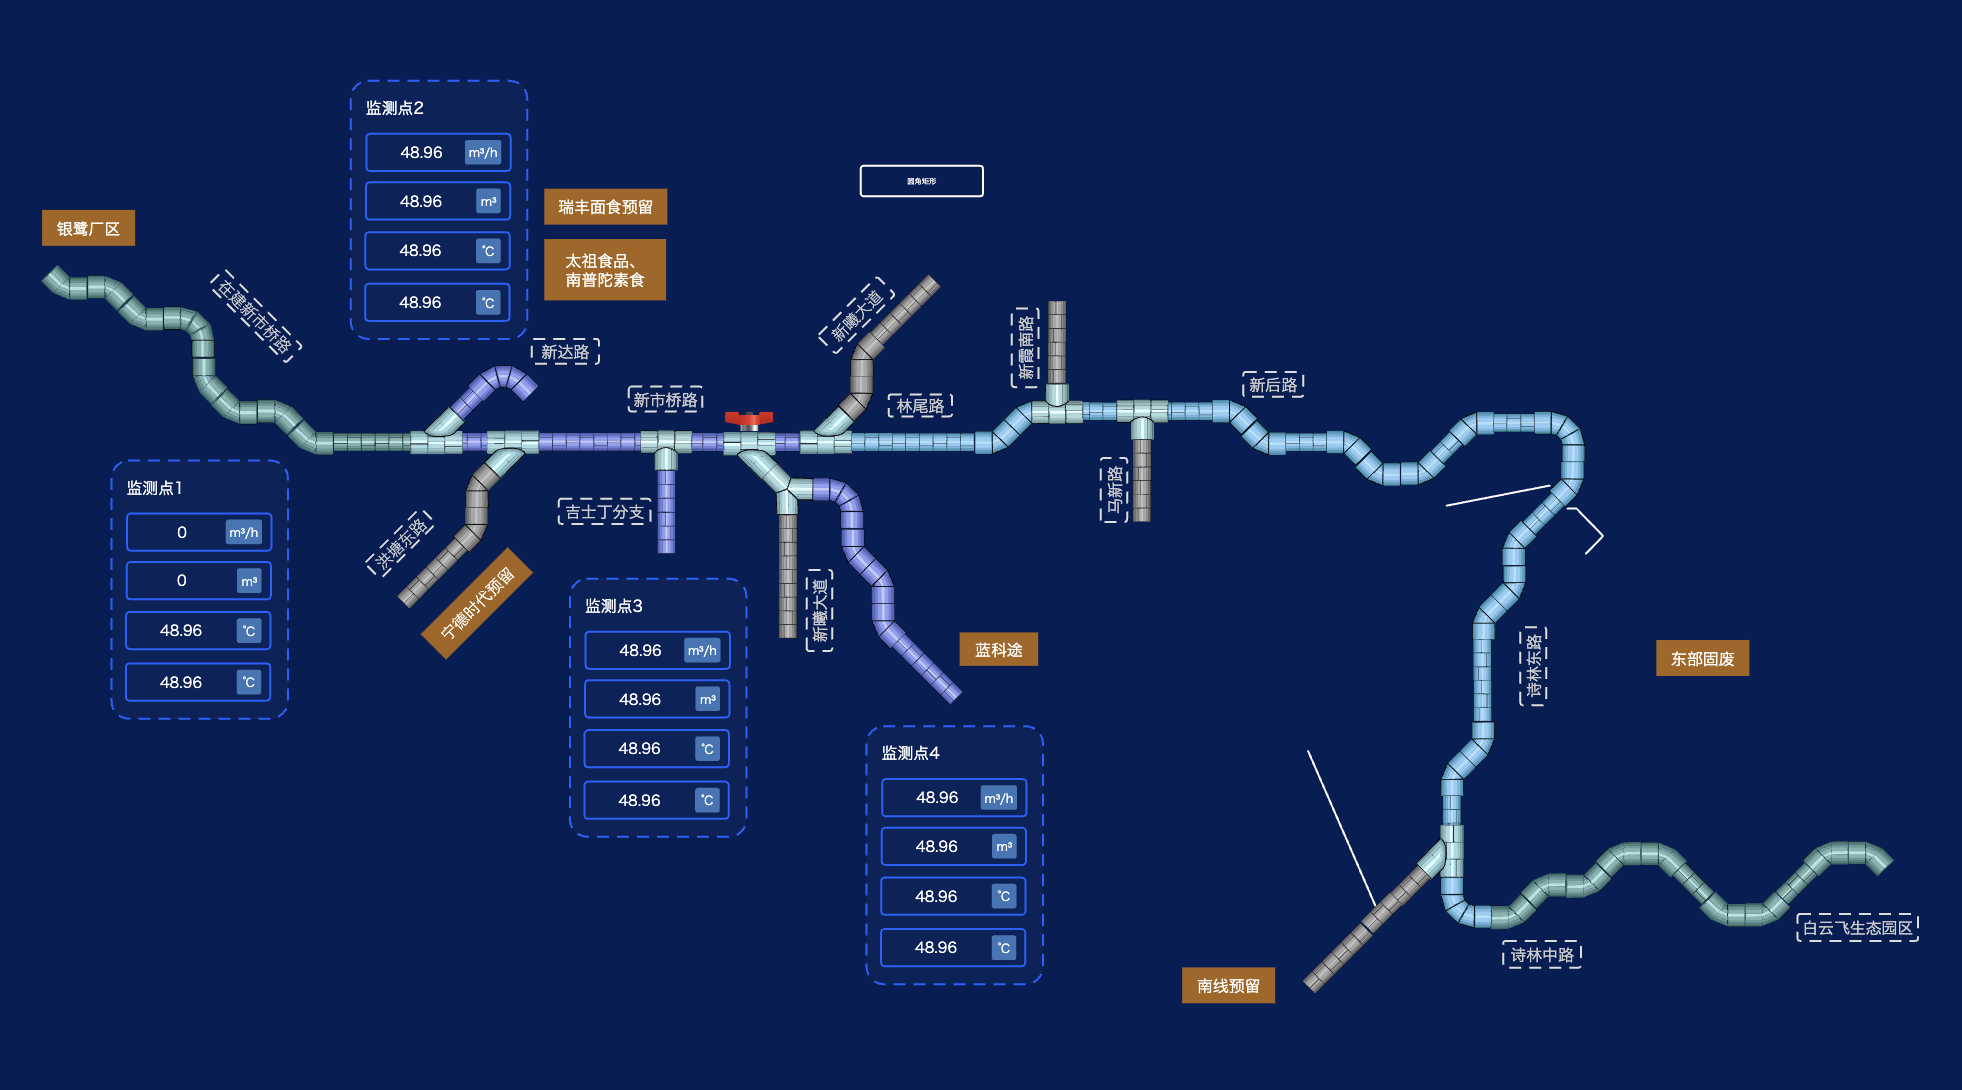 监测点2
48.96 m³/h
48.96 m³
48.96 ℃
48.96 ℃
圆角矩形
银鹭厂区
瑞丰面食预留
太祖食品、
南普陀素食
在建新市桥路
新达路
新市桥路
新曦大道
林尾路
新霞南路
新后路
马新路
监测点1
0 m³/h
0 m³
48.96 ℃
48.96 ℃
洪塘东路
宁德时代预留
吉士丁分支
监测点3
48.96 m³/h
48.96 m³
48.96 ℃
48.96 ℃
新曦大道
蓝科途
诗林东路
东部固废
监测点4
48.96 m³/h
48.96 m³
48.96 ℃
48.96 ℃
南线预留
诗林中路
白云飞生态园区